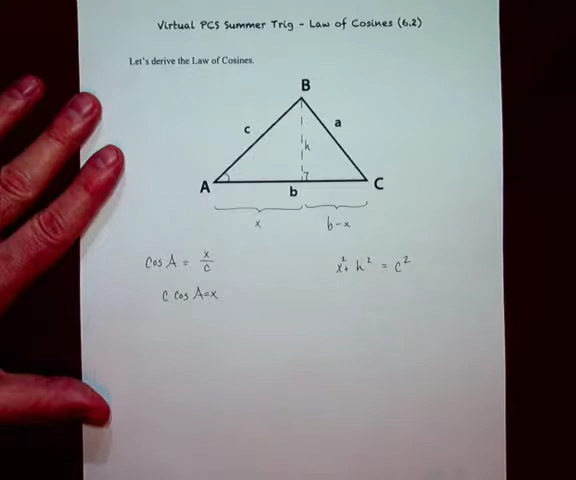 Virtual PCS Summer Trig - Law of Cosines (6.2)
Let's derive the Law of Cosines.
B
c
a
h
A
b
C
x
b-x
cos A = x/c
x² + h² = c²
c cos A = x